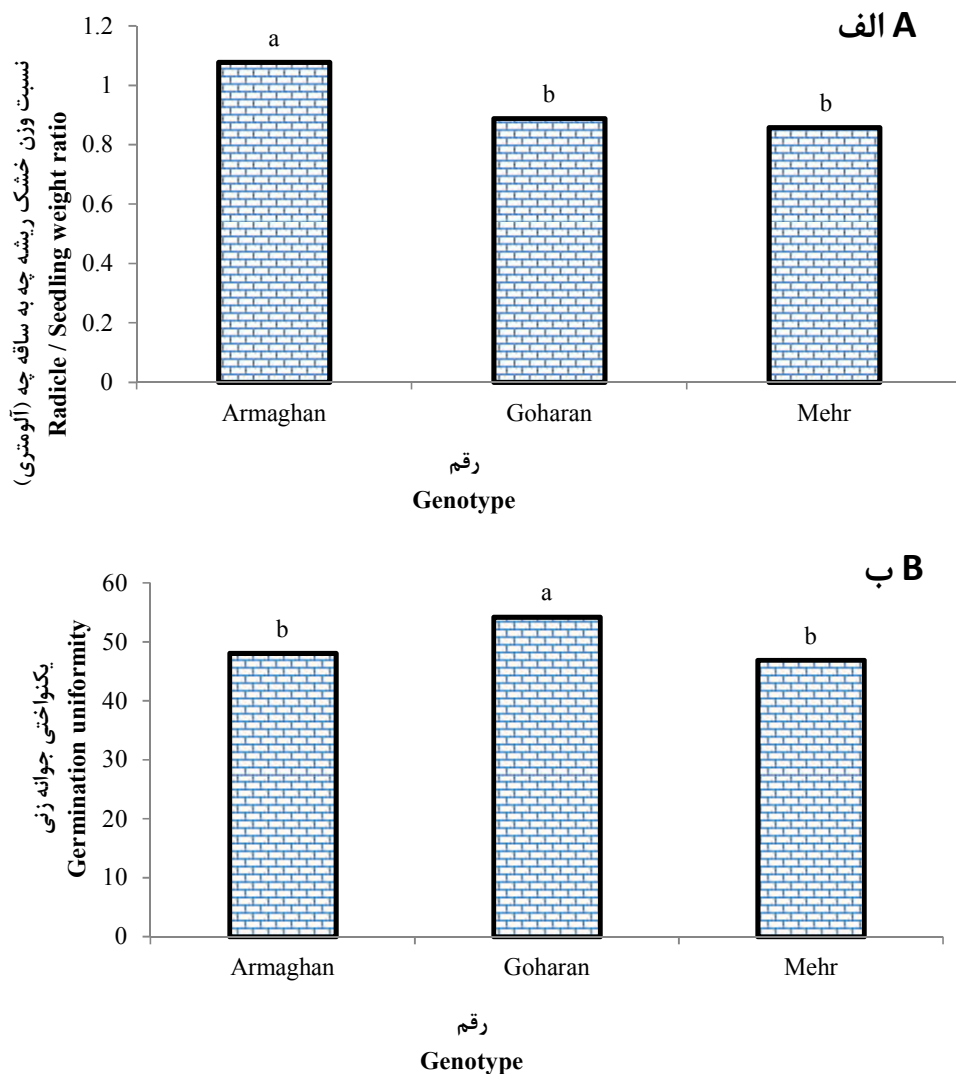 A الف
نسبت وزن خشک ریشه چه به ساقه چه (آلومتری)
Radicle / Seedling weight ratio
1.2
1
0.8
0.6
0.4
0.2
0
a
b
b
Armaghan Goharan Mehr
رقم
Genotype
B ب
یکنواختی جوانه زنی
Germination uniformity
60
50
40
30
20
10
0
b
a
b
Armaghan Goharan Mehr
رقم
Genotype